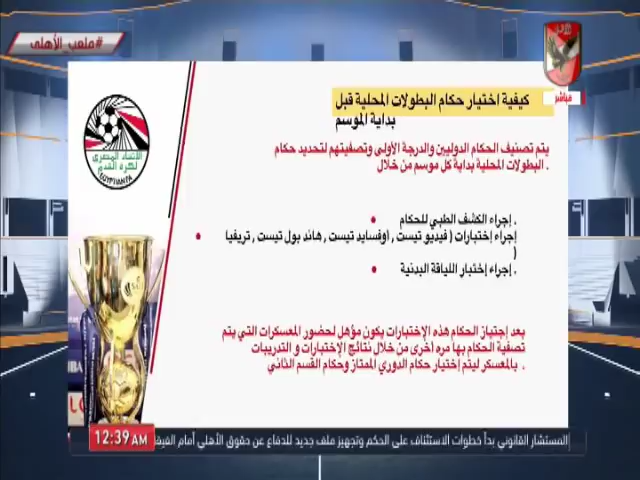 #ملعب_الأهلى
مباشر
كيفية اختيار حكام البطولات المحلية قبل
بداية الموسم
يتم تصنيف الحكام الدوليين والدرجة الأولى وتصفيتهم لتحديد حكام
البطولات المحلية بداية كل موسم من خلال .
الاتحاد المصرى
لكرة القدم
EGYPTIAN F.A
إجراء الكشف الطبي للحكام .
إجراء إختبارات ( فيديو تيست , اوفسايد تيست , هاند بول تيست , تريفيا
(
إجراء إختبار اللياقة البدنية .
بعد إجتياز الحكام هذه الإختبارات يكون مؤهل لحضور المعسكرات التي يتم
تصفية الحكام بها مره أخرى من خلال نتائج الإختبارات و التدريبات
بالمعسكر ليتم إختيار حكام الدوري الممتاز وحكام القسم الثاني .
12:39 AM
المستشار القانوني بدأ خطوات الاستئناف على الحكم وتجهيز ملف جديد للدفاع عن حقوق الأهلي أمام